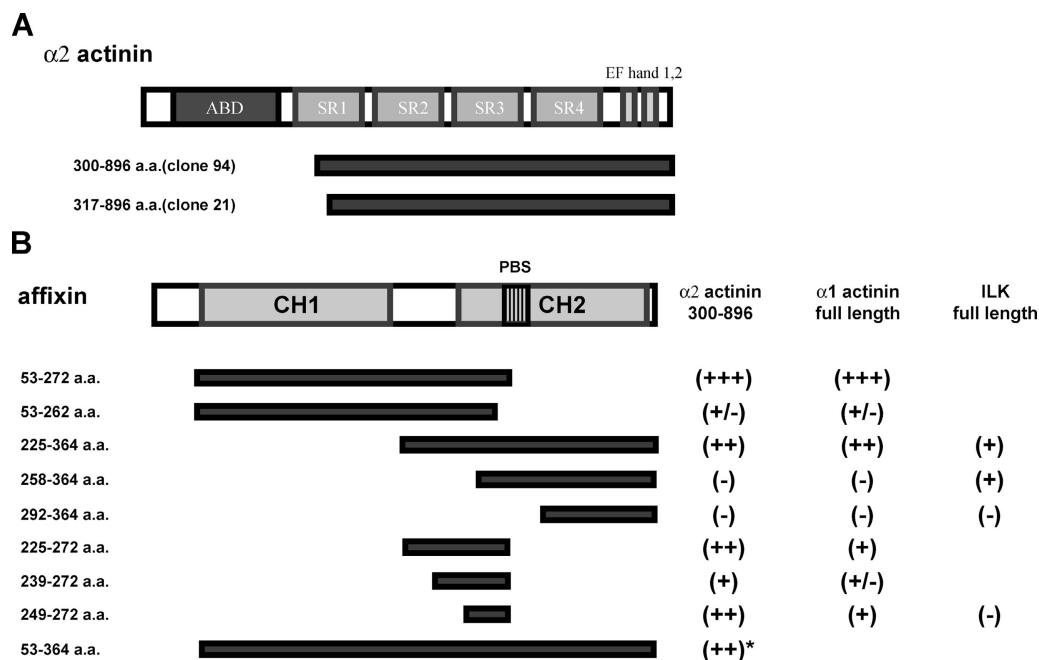 A
α2 actinin
EF hand 1,2
ABD SR1 SR2 SR3 SR4
300-896 a.a.(clone 94)
317-896 a.a.(clone 21)
B
PBS
affixin CH1 CH2
α2 actinin 300-896
α1 actinin full length
ILK full length
53-272 a.a. (+++) (+++)
53-262 a.a. (+/-) (+/-)
225-364 a.a. (++) (++) (+)
258-364 a.a. (-) (-) (+)
292-364 a.a. (-) (-) (-)
225-272 a.a. (++) (+)
239-272 a.a. (+) (+/-)
249-272 a.a. (++) (+) (-)
53-364 a.a. (++)*